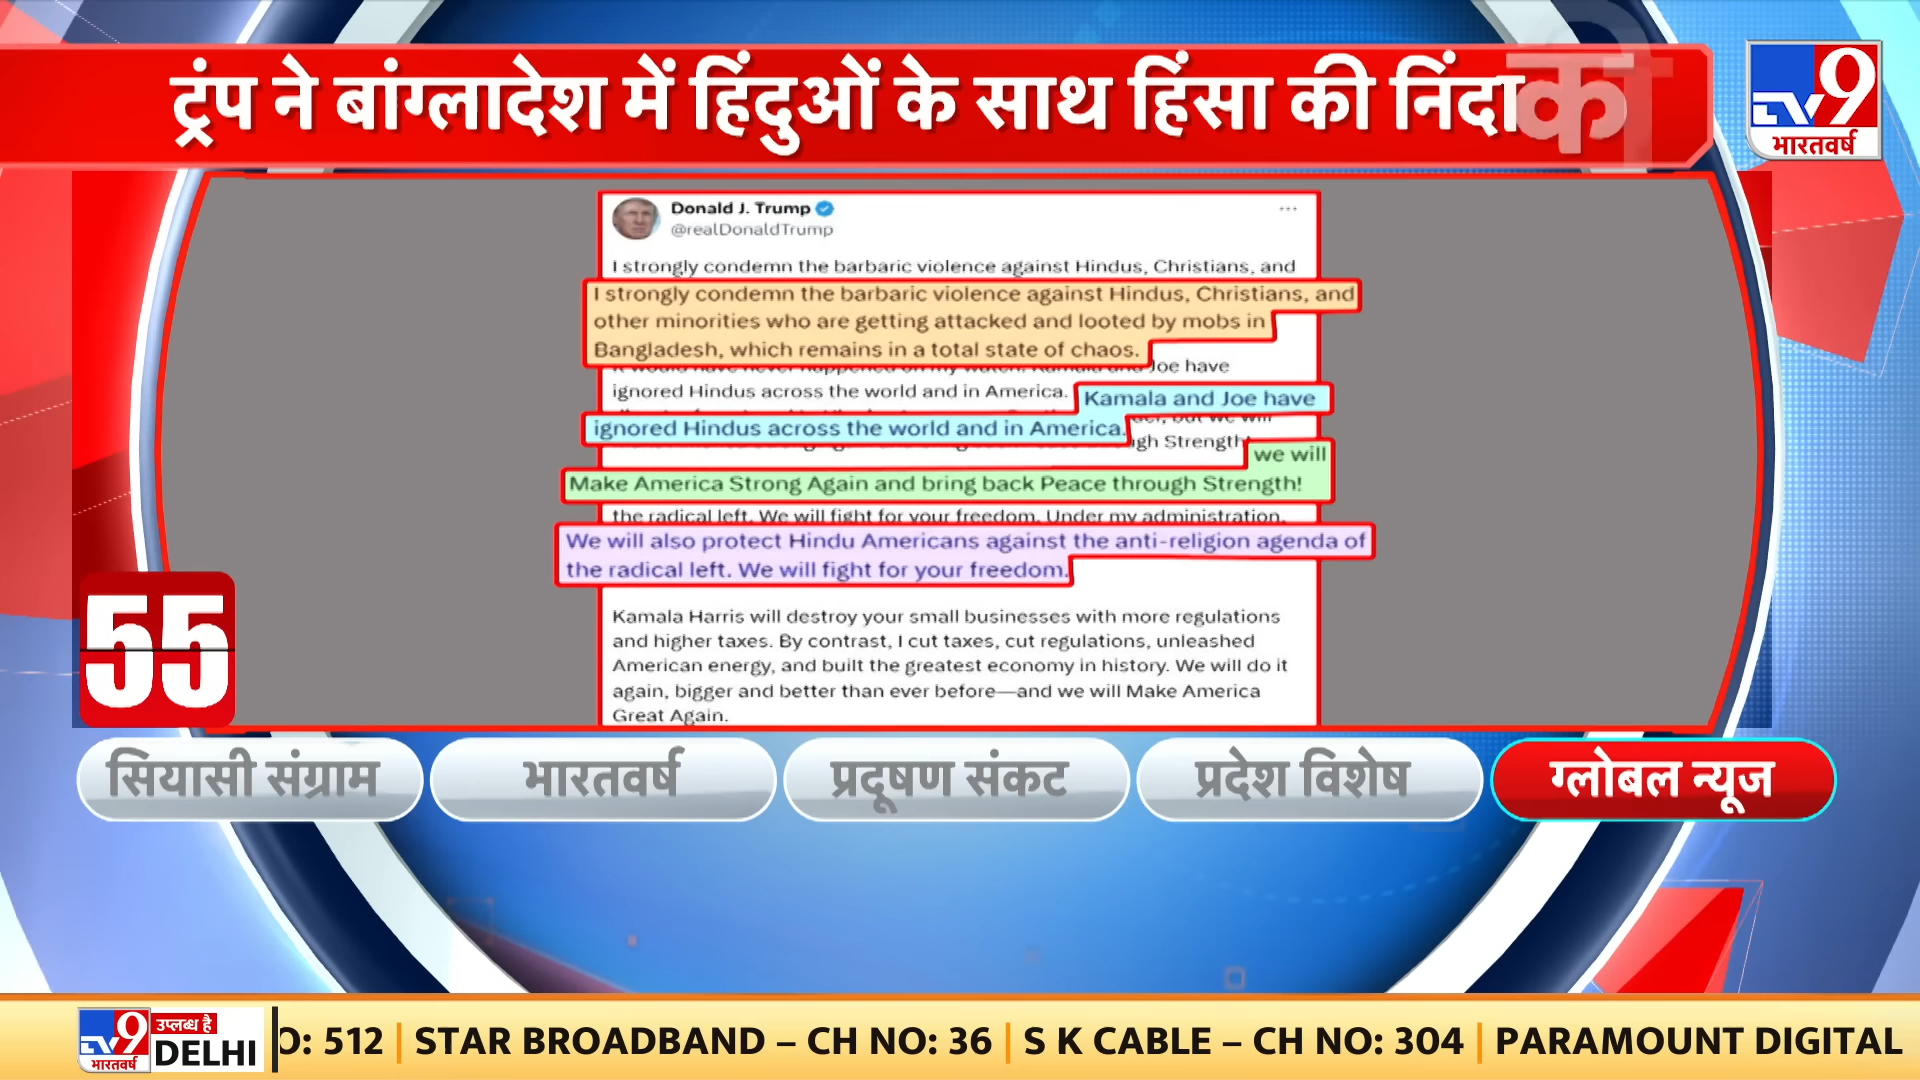 ट्रंप ने बांग्लादेश में हिंदुओं के साथ हिंसा की निंदा की
TV9
भारतवर्ष
Donald J. Trump
@realDonaldTrump
I strongly condemn the barbaric violence against Hindus, Christians, and
I strongly condemn the barbaric violence against Hindus, Christians, and
other minorities who are getting attacked and looted by mobs in
Bangladesh, which remains in a total state of chaos.
Joe have
ignored Hindus across the world and in America.
Kamala and Joe have
ignored Hindus across the world and in America.
gh Strength!
we will
Make America Strong Again and bring back Peace through Strength!
the radical left. We will fight for your freedom. Under my administration,
We will also protect Hindu Americans against the anti-religion agenda of
the radical left. We will fight for your freedom.
Kamala Harris will destroy your small businesses with more regulations
and higher taxes. By contrast, I cut taxes, cut regulations, unleashed
American energy, and built the greatest economy in history. We will do it
again, bigger and better than ever before—and we will Make America
Great Again.
55
सियासी संग्राम
भारतवर्ष
प्रदूषण संकट
प्रदेश विशेष
ग्लोबल न्यूज
TV9
भारतवर्ष
उप्लब्ध है
DELHI
O: 512 | STAR BROADBAND – CH NO: 36 | S K CABLE – CH NO: 304 | PARAMOUNT DIGITAL